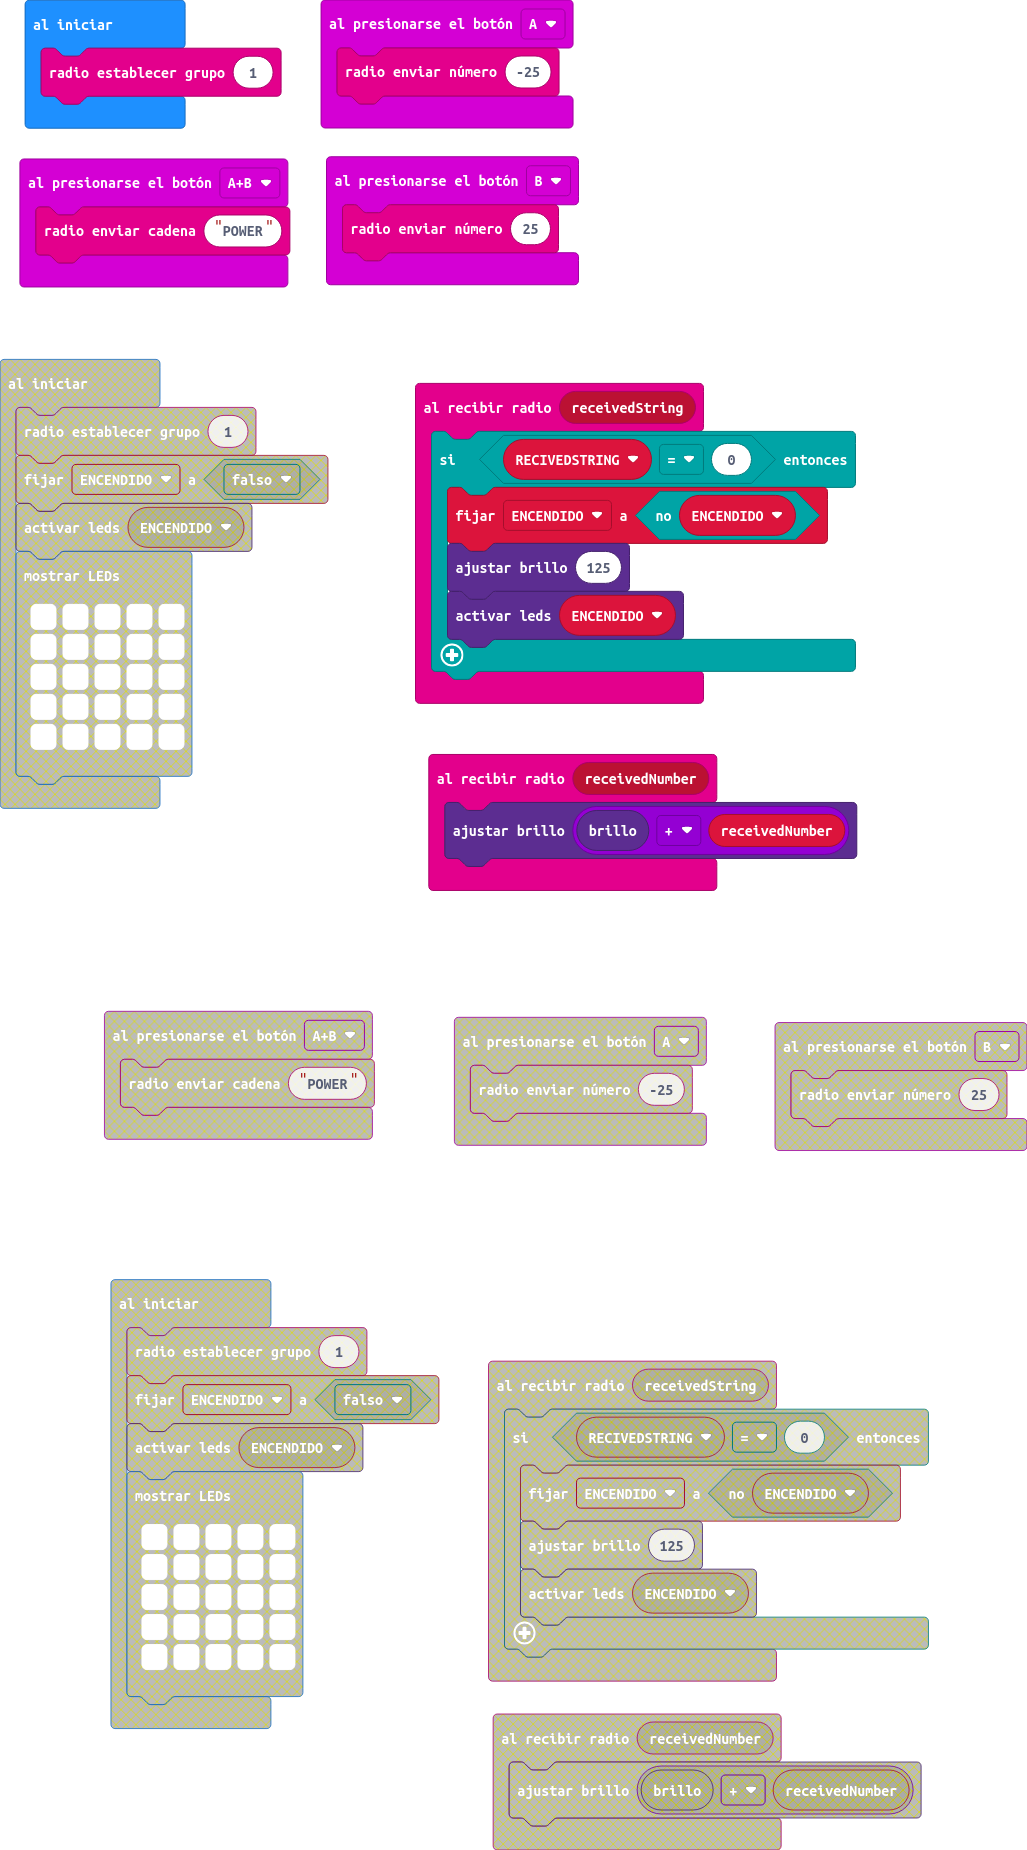 al iniciar
radio establecer grupo 1
al presionarse el botón A
radio enviar número -25
al presionarse el botón A+B
radio enviar cadena "POWER"
al presionarse el botón B
radio enviar número 25
al iniciar
radio establecer grupo 1
fijar ENCENDIDO a falso
activar leds ENCENDIDO
mostrar LEDs
al recibir radio receivedString
si RECIVEDSTRING = 0 entonces
fijar ENCENDIDO a no ENCENDIDO
ajustar brillo 125
activar leds ENCENDIDO
al recibir radio receivedNumber
ajustar brillo brillo + receivedNumber
al presionarse el botón A+B
radio enviar cadena "POWER"
al presionarse el botón A
radio enviar número -25
al presionarse el botón B
radio enviar número 25
al iniciar
radio establecer grupo 1
fijar ENCENDIDO a falso
activar leds ENCENDIDO
mostrar LEDs
al recibir radio receivedString
si RECIVEDSTRING = 0 entonces
fijar ENCENDIDO a no ENCENDIDO
ajustar brillo 125
activar leds ENCENDIDO
al recibir radio receivedNumber
ajustar brillo brillo + receivedNumber